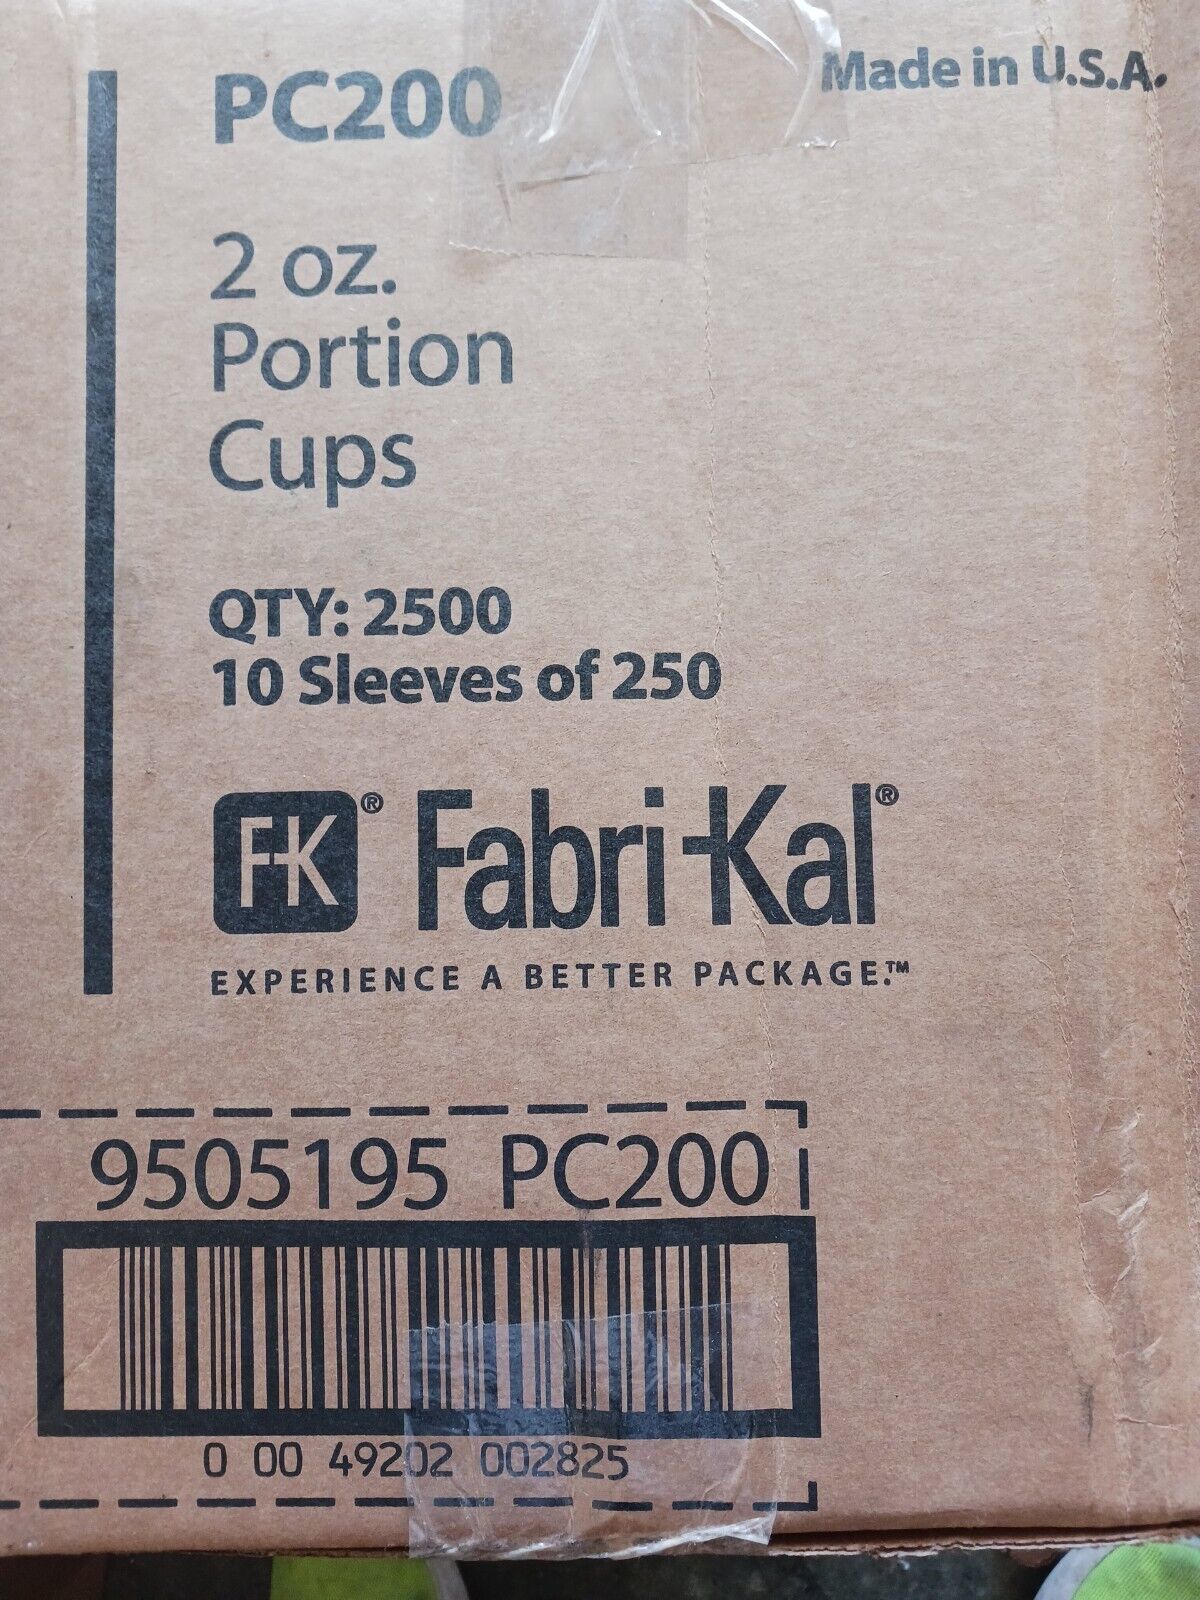 PC200
Made in U.S.A.
2 oz.
Portion
Cups
QTY: 2500
10 Sleeves of 250
FK® Fabri-Kal®
EXPERIENCE A BETTER PACKAGE.™
9505195 PC200
0 00 49202 002825